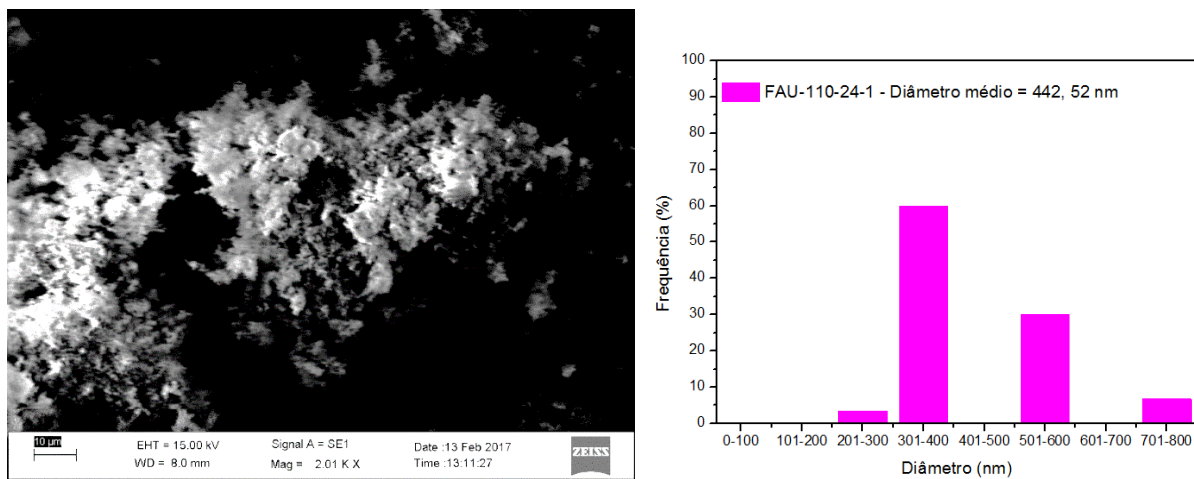 10 µm
EHT = 15.00 kV
Signal A = SE1
Date :13 Feb 2017
WD = 8.0 mm
Mag = 2.01 K X
Time :13:11:27
ZEISS
FAU-110-24-1 - Diâmetro médio = 442, 52 nm
Frequência (%)
100
90
80
70
60
50
40
30
20
10
0
0-100 101-200 201-300 301-400 401-500 501-600 601-700 701-800
Diâmetro (nm)